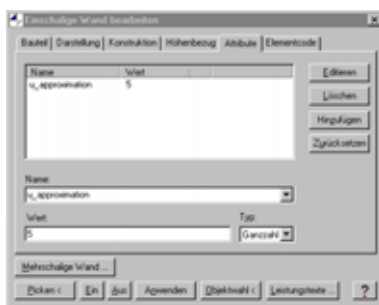 Einschalige Wand bearbeiten
Bauteil Darstellung Konstruktion Höhenbezug Attribute Elementcode
Name Wert :
u_approximation 5
Editieren
Löschen
Hinzufügen
Zurücksetzen
Name:
u_approximation
Wert: Typ:
5 Ganzzahl
Mehrschalige Wand ...
Picken < Ein Aus Anwenden Objektwahl < Leistungstexte ... ?